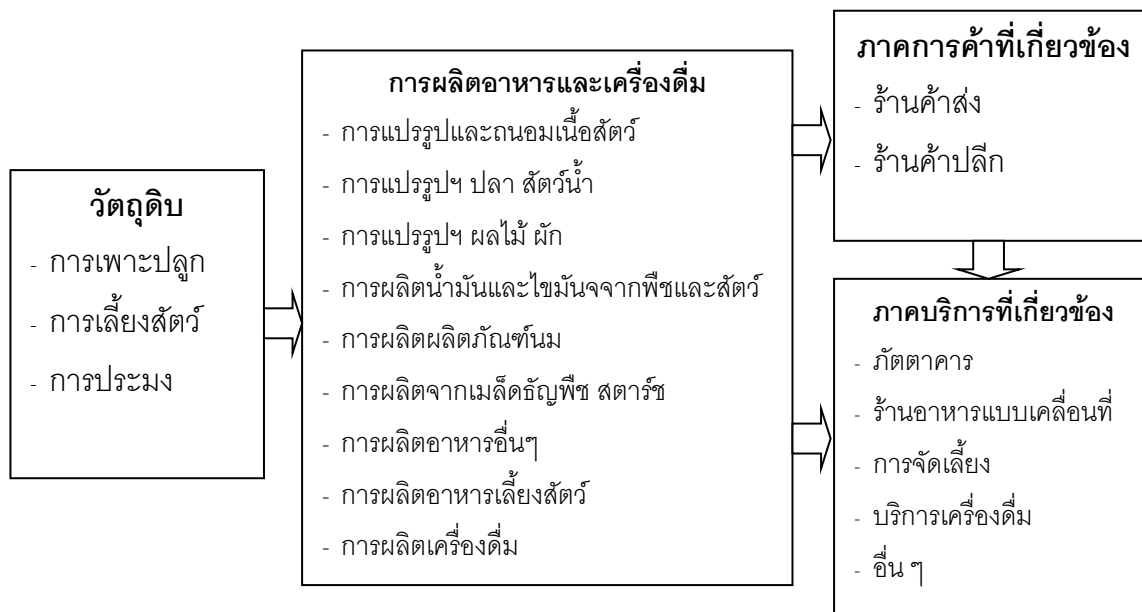 วัตถุดิบ
- การเพาะปลูก
- การเลี้ยงสัตว์
- การประมง
การผลิตอาหารและเครื่องดื่ม
- การแปรรูปและถนอมเนื้อสัตว์
- การแปรรูปฯ ปลา สัตว์น้ำ
- การแปรรูปฯ ผลไม้ ผัก
- การผลิตน้ำมันและไขมันจจากพืชและสัตว์
- การผลิตผลิตภัณฑ์นม
- การผลิตจากเมล็ดธัญพืช สตาร์ช
- การผลิตอาหารอื่นๆ
- การผลิตอาหารเลี้ยงสัตว์
- การผลิตเครื่องดื่ม
ภาคการค้าที่เกี่ยวข้อง
- ร้านค้าส่ง
- ร้านค้าปลีก
ภาคบริการที่เกี่ยวข้อง
- ภัตตาคาร
- ร้านอาหารแบบเคลื่อนที่
- การจัดเลี้ยง
- บริการเครื่องดื่ม
- อื่น ๆ